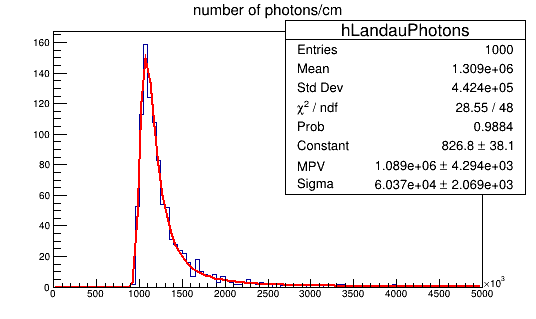 number of photons/cm
hLandauPhotons
Entries 1000
Mean 1.309e+06
Std Dev 4.424e+05
χ² / ndf 28.55 / 48
Prob 0.9884
Constant 826.8 ± 38.1
MPV 1.089e+06 ± 4.294e+03
Sigma 6.037e+04 ± 2.069e+03
160
140
120
100
80
60
40
20
0
0 500 1000 1500 2000 2500 3000 3500 4000 4500 5000
×10³